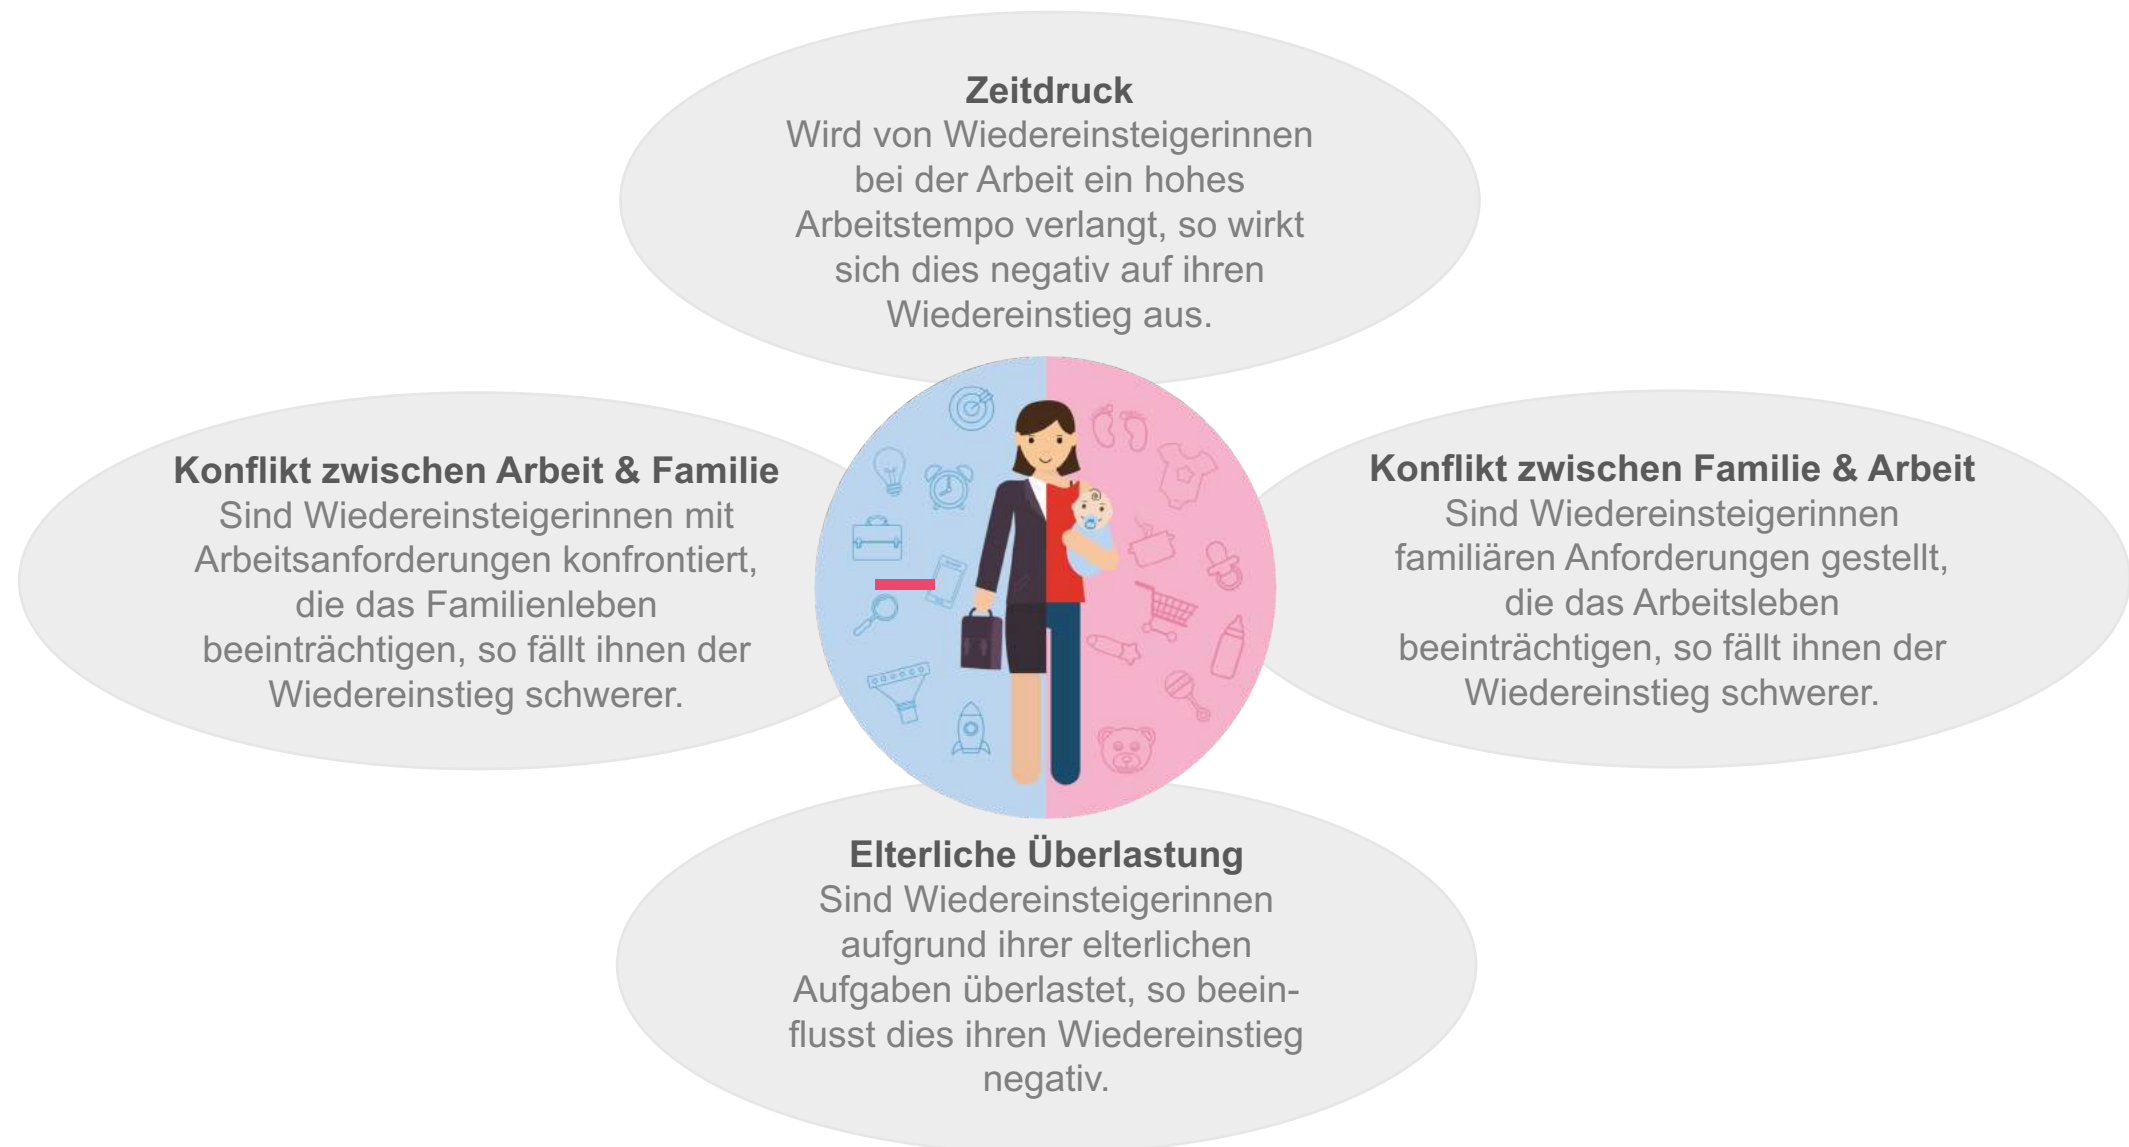 Zeitdruck
Wird von Wiedereinsteigerinnen
bei der Arbeit ein hohes
Arbeitstempo verlangt, so wirkt
sich dies negativ auf ihren
Wiedereinstieg aus.
Konflikt zwischen Arbeit & Familie
Sind Wiedereinsteigerinnen mit
Arbeitsanforderungen konfrontiert,
die das Familienleben
beeinträchtigen, so fällt ihnen der
Wiedereinstieg schwerer.
Konflikt zwischen Familie & Arbeit
Sind Wiedereinsteigerinnen
familiären Anforderungen gestellt,
die das Arbeitsleben
beeinträchtigen, so fällt ihnen der
Wiedereinstieg schwerer.
Elterliche Überlastung
Sind Wiedereinsteigerinnen
aufgrund ihrer elterlichen
Aufgaben überlastet, so beein-
flusst dies ihren Wiedereinstieg
negativ.